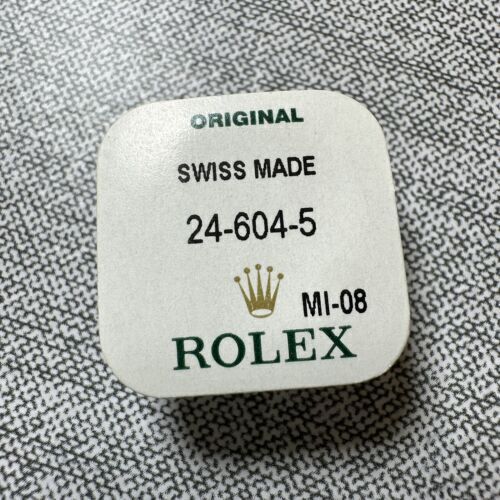 ORIGINAL
SWISS MADE
24-604-5
MI-08
ROLEX